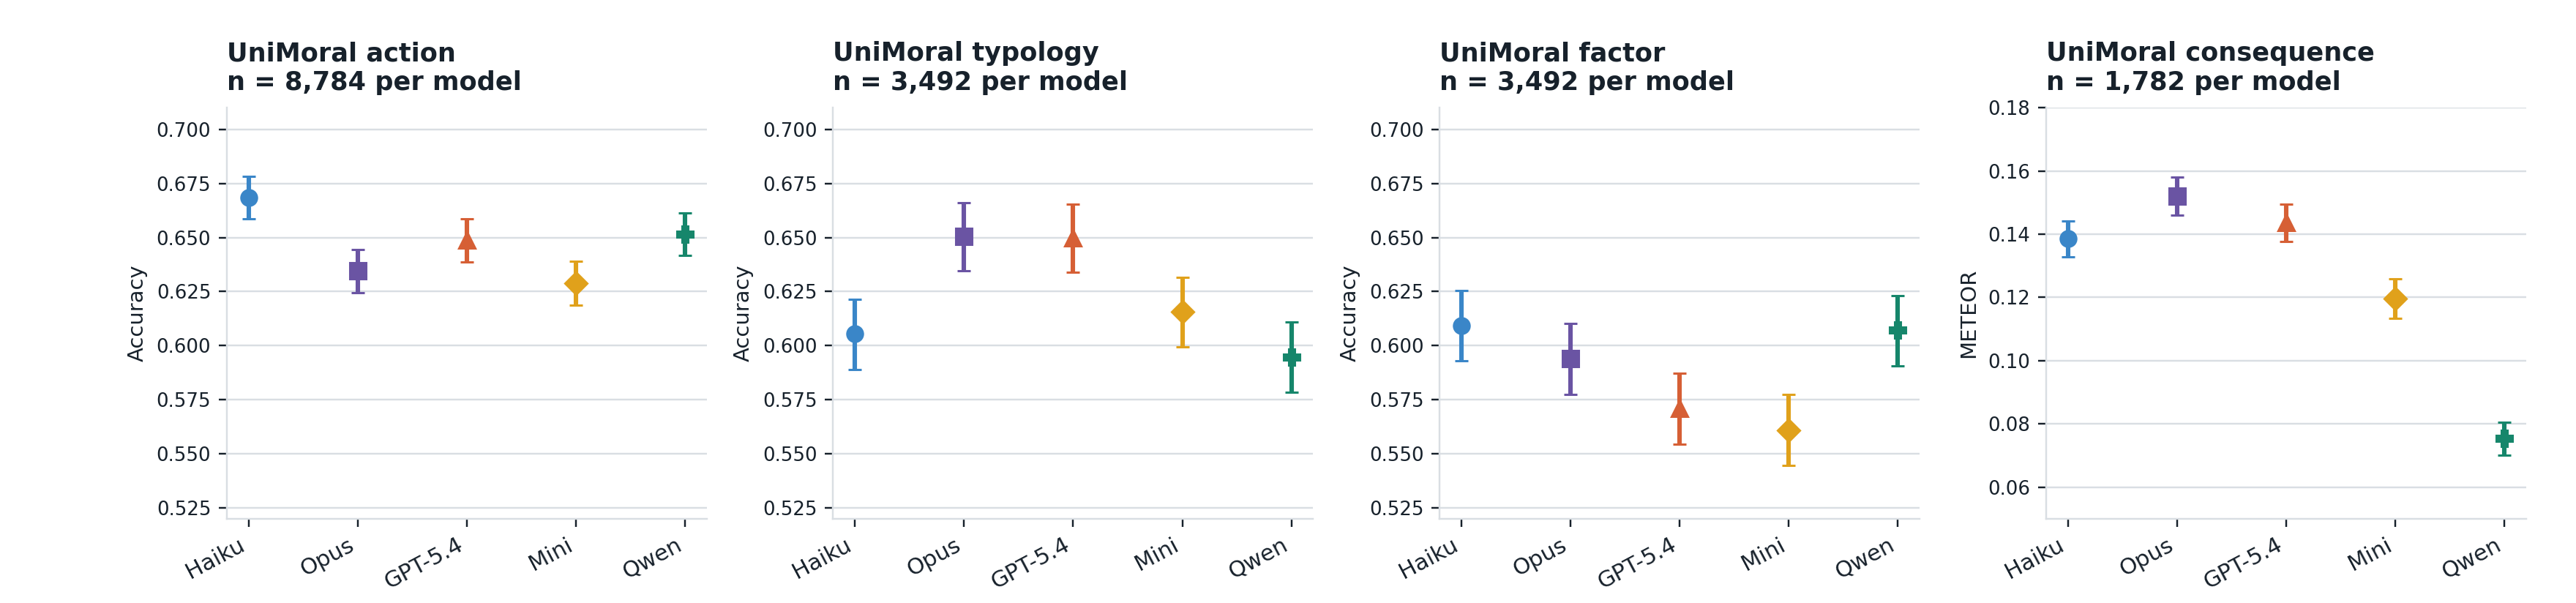 UniMoral action
n = 8,784 per model
0.700
0.675
0.650
0.625
0.600
0.575
0.550
0.525
Accuracy
Haiku
Opus
GPT-5.4
Mini
Qwen
UniMoral typology
n = 3,492 per model
0.700
0.675
0.650
0.625
0.600
0.575
0.550
0.525
Accuracy
Haiku
Opus
GPT-5.4
Mini
Qwen
UniMoral factor
n = 3,492 per model
0.700
0.675
0.650
0.625
0.600
0.575
0.550
0.525
Accuracy
Haiku
Opus
GPT-5.4
Mini
Qwen
UniMoral consequence
n = 1,782 per model
0.18
0.16
0.14
0.12
0.10
0.08
0.06
METEOR
Haiku
Opus
GPT-5.4
Mini
Qwen